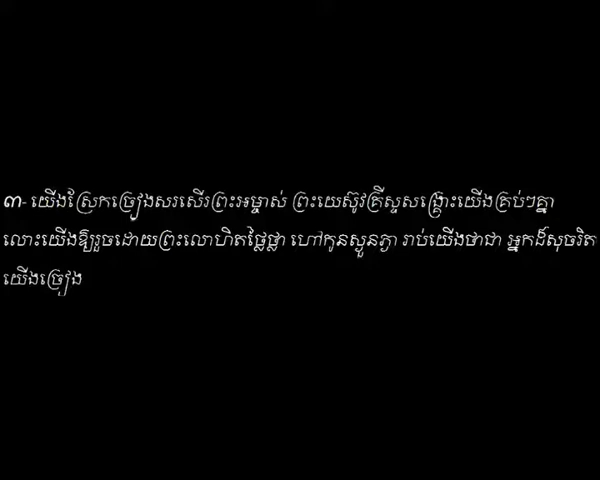 ៣- យើងស្រែកច្រៀងសរសើរព្រះអម្ចាស់ ព្រះយេស៊ូវគ្រីស្ទសង្គ្រោះយើងគ្រប់ៗគ្នា
លោះយើងឱ្យរួចដោយព្រះលោហិតថ្លៃថ្លា ហៅកូនស្ងួនភ្ងា រាប់យើងថាជា អ្នកដ៏សុចរិត
យើងច្រៀង